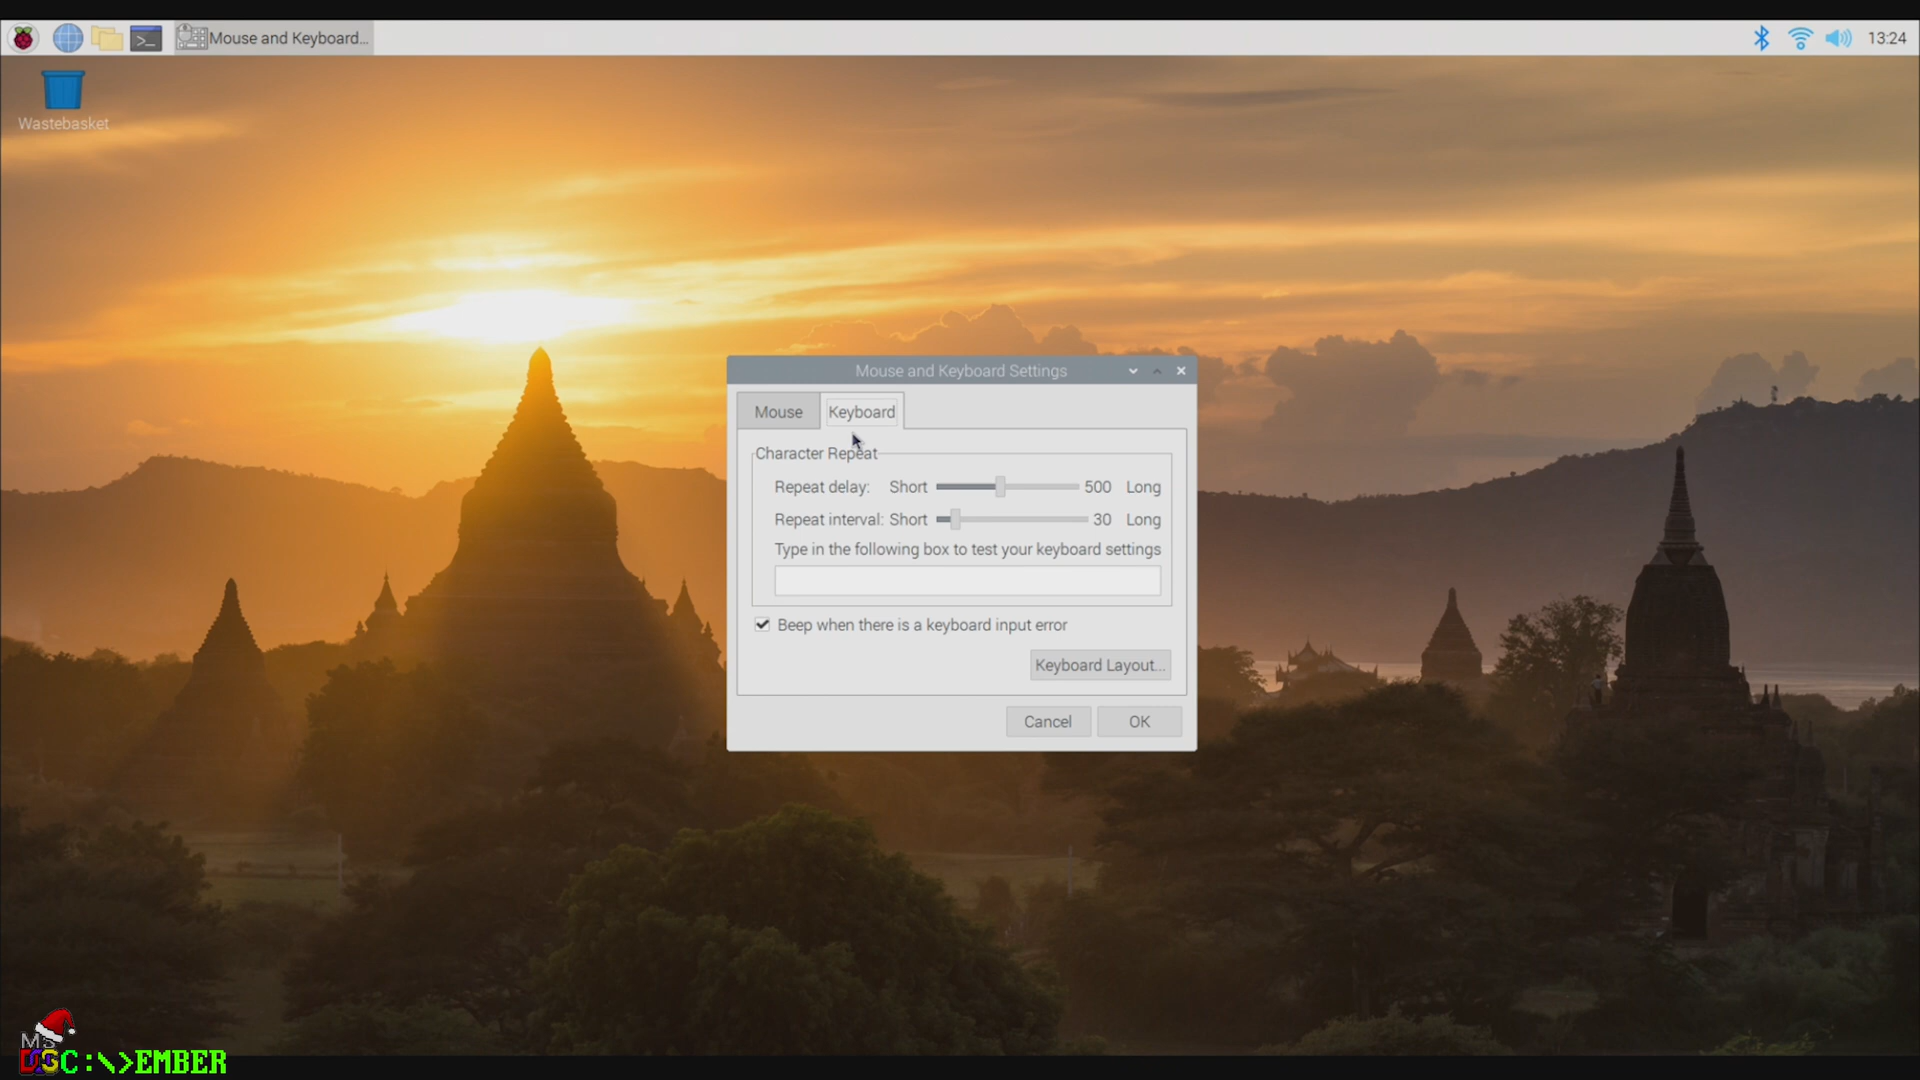 Mouse and Keyboard...
13:24
Wastebasket
Mouse and Keyboard Settings
Mouse Keyboard
Character Repeat
Repeat delay: Short 500 Long
Repeat interval: Short 30 Long
Type in the following box to test your keyboard settings
Beep when there is a keyboard input error
Keyboard Layout...
Cancel OK
MS
DOSC:\>EMBER